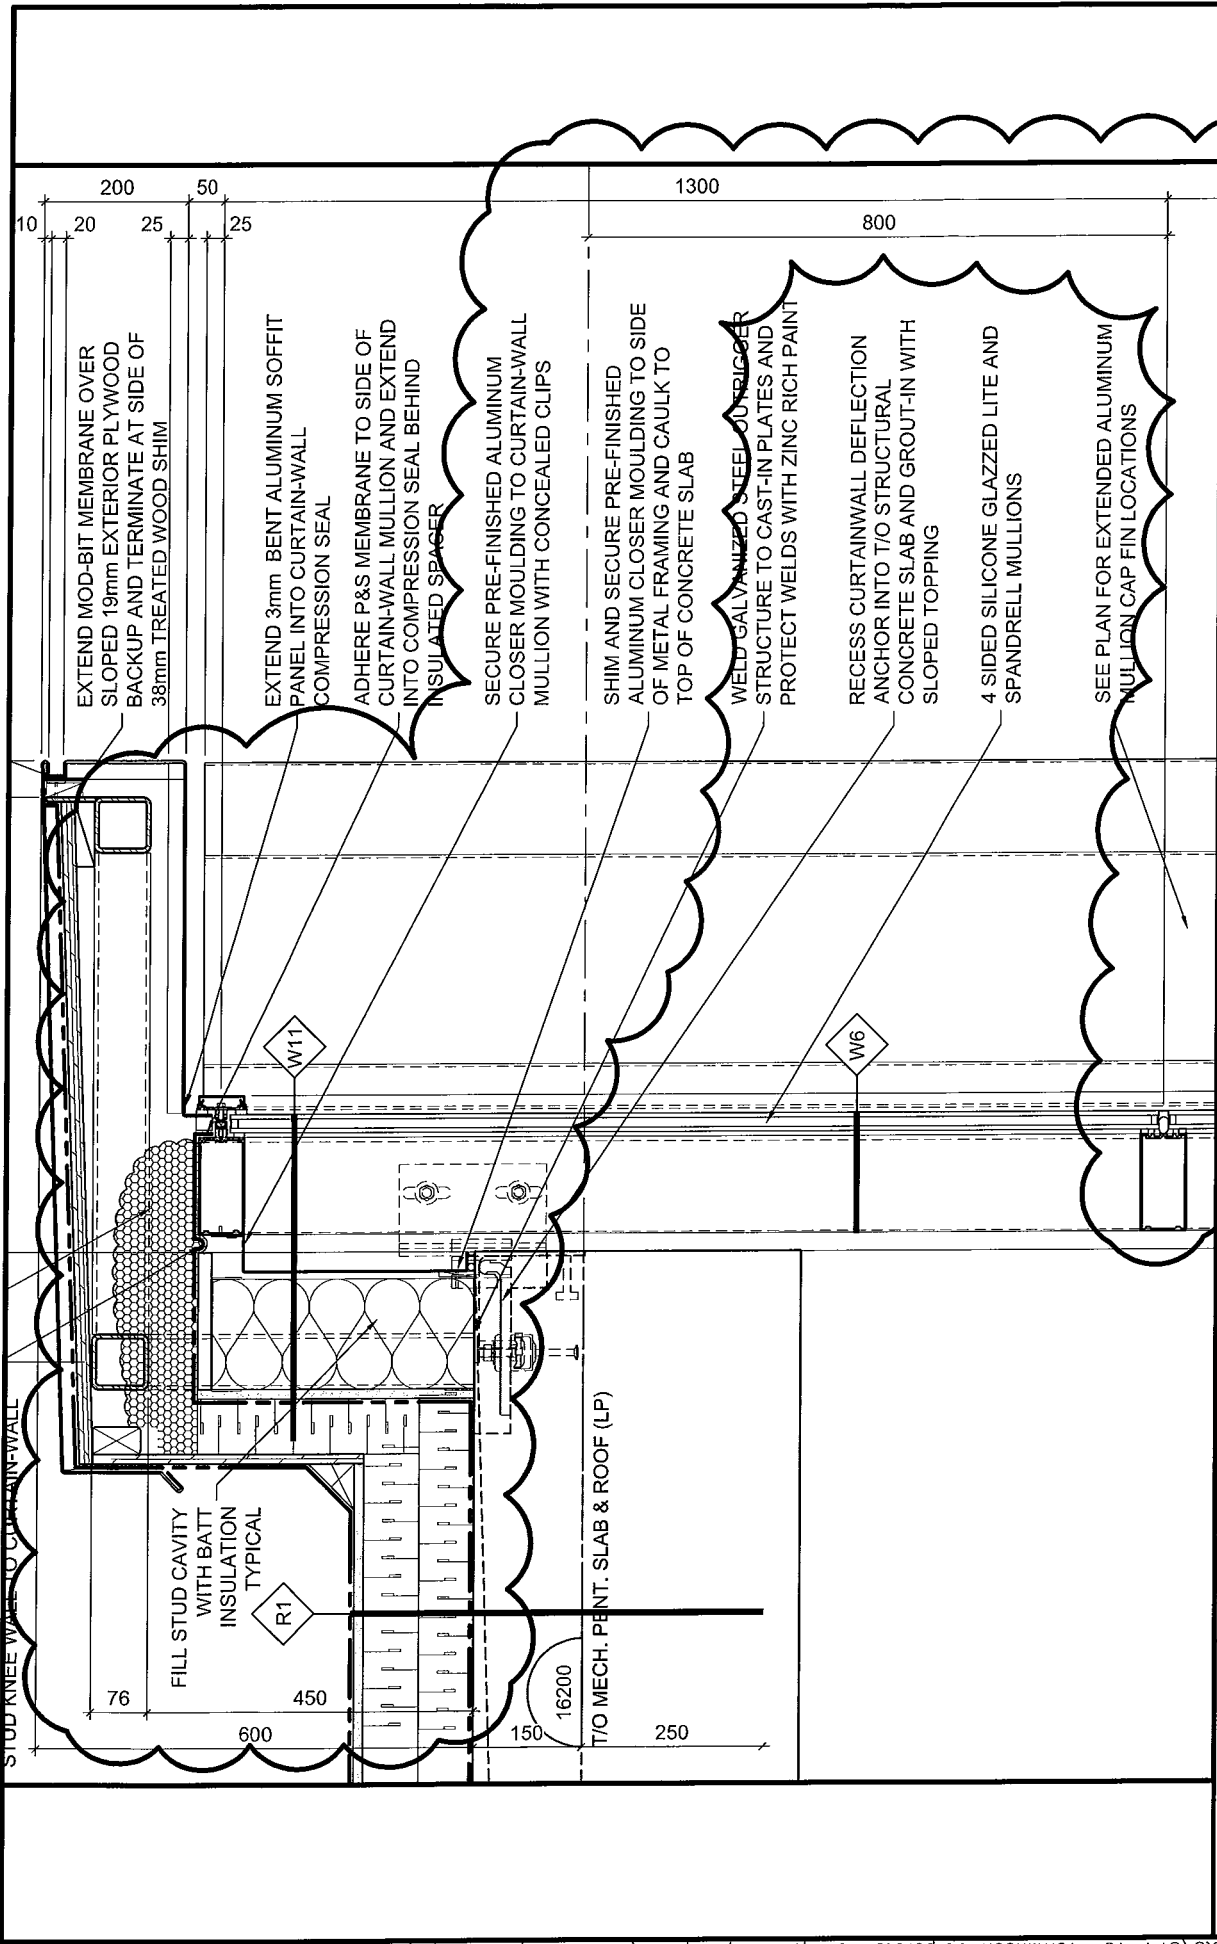 200
50
1300
10
20
25
25
800
EXTEND MOD-BIT MEMBRANE OVER
SLOPED 19mm EXTERIOR PLYWOOD
BACKUP AND TERMINATE AT SIDE OF
38mm TREATED WOOD SHIM
EXTEND 3mm BENT ALUMINUM SOFFIT
PANEL INTO CURTAIN-WALL
COMPRESSION SEAL
ADHERE P&S MEMBRANE TO SIDE OF
CURTAIN-WALL MULLION AND EXTEND
INTO COMPRESSION SEAL BEHIND
INSULATED SPACER
SECURE PRE-FINISHED ALUMINUM
CLOSER MOULDING TO CURTAIN-WALL
MULLION WITH CONCEALED CLIPS
SHIM AND SECURE PRE-FINISHED
ALUMINUM CLOSER MOULDING TO SIDE
OF METAL FRAMING AND CAULK TO
TOP OF CONCRETE SLAB
WELD GALVANIZED STEEL OUTRIGGER
STRUCTURE TO CAST-IN PLATES AND
PROTECT WELDS WITH ZINC RICH PAINT
RECESS CURTAINWALL DEFLECTION
ANCHOR INTO T/O STRUCTURAL
CONCRETE SLAB AND GROUT-IN WITH
SLOPED TOPPING
4 SIDED SILICONE GLAZZED LITE AND
SPANDRELL MULLIONS
SEE PLAN FOR EXTENDED ALUMINUM
MULLION CAP FIN LOCATIONS
W11
W6
STUD KNEE WALL TO CURTAIN-WALL
FILL STUD CAVITY
WITH BATT
INSULATION
TYPICAL
R1
76
450
600
150
16200
250
T/O MECH. PENT. SLAB & ROOF (LP)